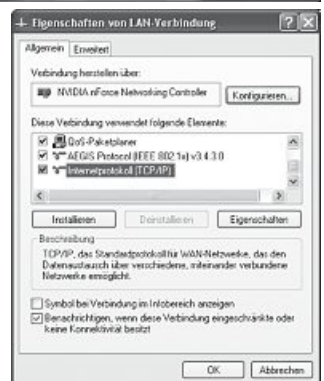 Eigenschaften von LAN-Verbindung
Allgemein Erweitert
Verbindung herstellen über:
NVIDIA nForce Networking Controller Konfigurieren...
Diese Verbindung verwendet folgende Elemente:
QoS-Paketplaner
AEGIS Protocol (IEEE 802.1x) v3.4.3.0
Internetprotokoll (TCP/IP)
Installieren Deinstallieren Eigenschaften
Beschreibung
TCP/IP, das Standardprotokoll für WAN-Netzwerke, das den
Datenaustausch über verschiedene, miteinander verbundene
Netzwerke ermöglicht.
Symbol bei Verbindung im Infobereich anzeigen
Benachrichtigen, wenn diese Verbindung eingeschränkte oder
keine Konnektivität besitzt
OK Abbrechen